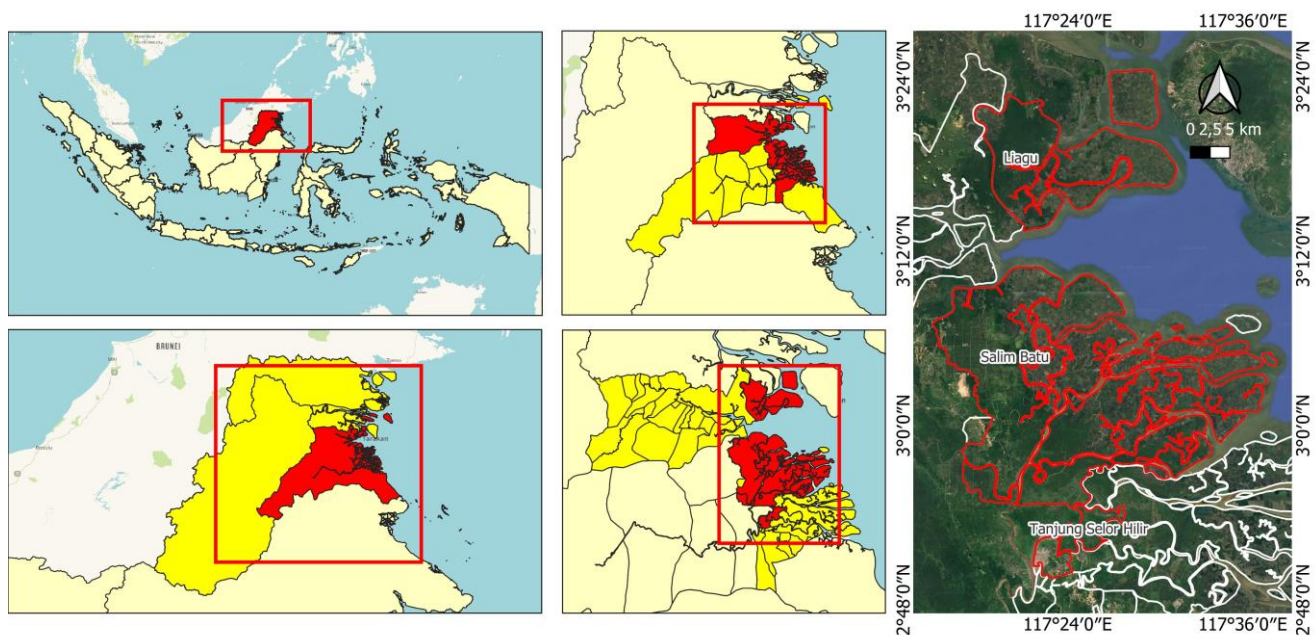 117°24′0″E
117°36′0″E
3°24′0″N
3°24′0″N
0 2,5 5 km
Liagu
3°12′0″N
3°12′0″N
BRUNEI
Salim Batu
3°0′0″N
3°0′0″N
Tarakan
Tanjung Selor Hilir
2°48′0″N
2°48′0″N
117°24′0″E
117°36′0″E